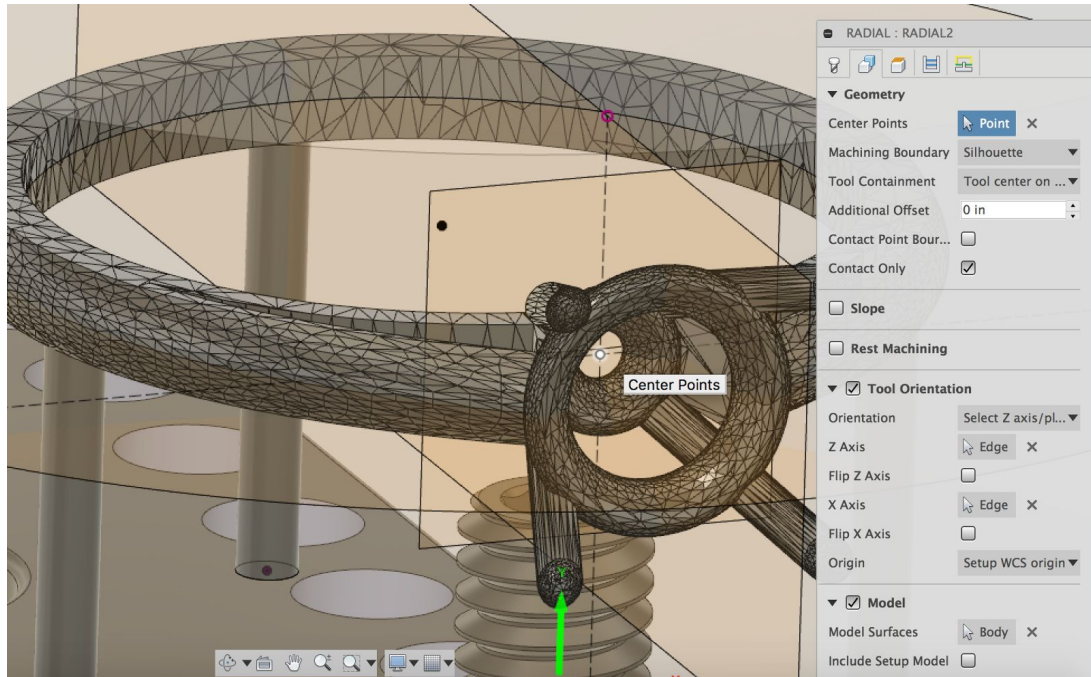 RADIAL : RADIAL2
Geometry
Center Points Point
Machining Boundary Silhouette
Tool Containment Tool center on ...
Additional Offset 0 in
Contact Point Bour...
Contact Only
Slope
Rest Machining
Tool Orientation
Orientation Select Z axis/pl...
Z Axis Edge
Flip Z Axis
X Axis Edge
Flip X Axis
Origin Setup WCS origin
Model
Model Surfaces Body
Include Setup Model
Center Points
Y